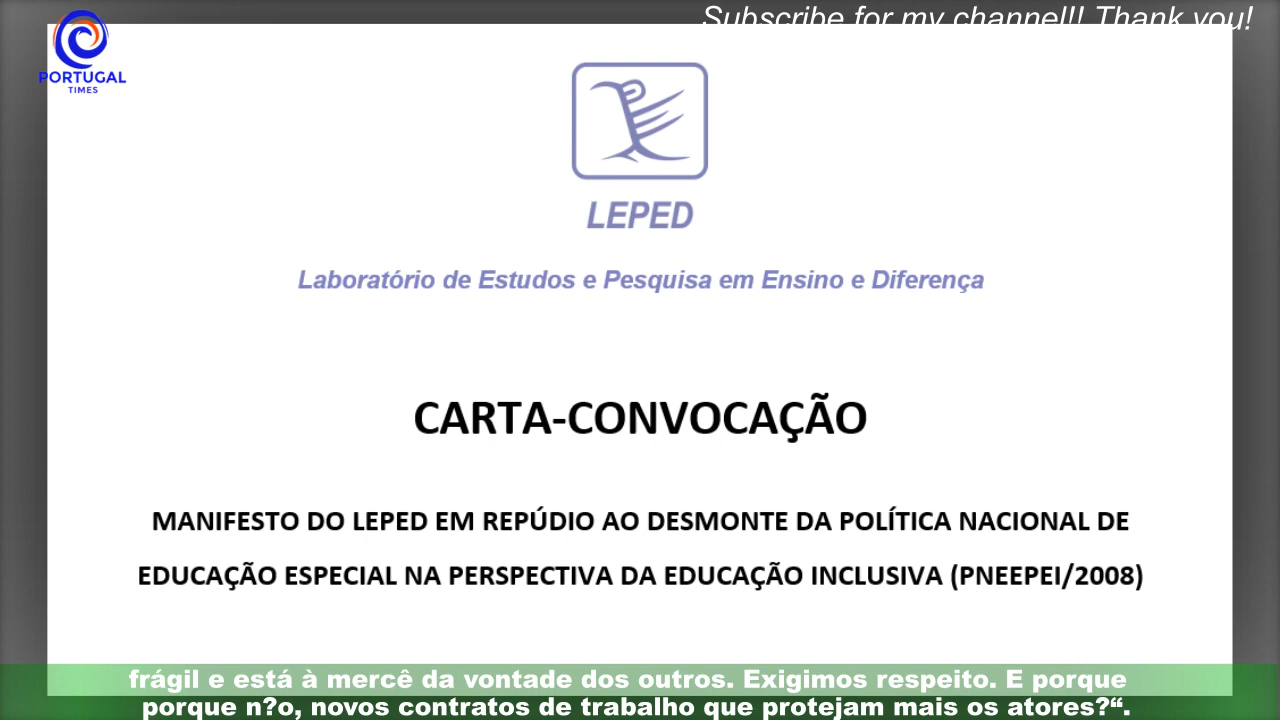 Subscribe for my channel!! Thank you!
PORTUGAL
TIMES
LEPED
Laboratório de Estudos e Pesquisa em Ensino e Diferença
CARTA-CONVOCAÇÃO
MANIFESTO DO LEPED EM REPÚDIO AO DESMONTE DA POLÍTICA NACIONAL DE
EDUCAÇÃO ESPECIAL NA PERSPECTIVA DA EDUCAÇÃO INCLUSIVA (PNEEPEI/2008)
frágil e está à mercê da vontade dos outros. Exigimos respeito. E porque
porque n?o, novos contratos de trabalho que protejam mais os atores?“.